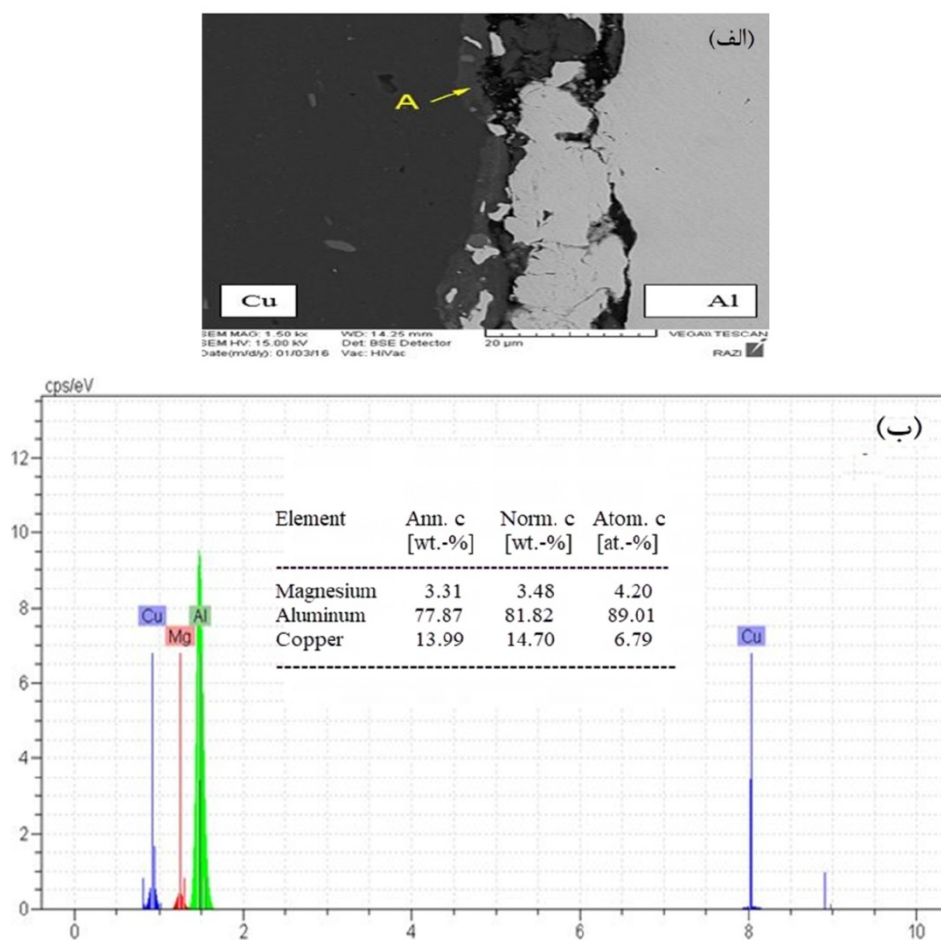 (الف)
A
Cu
Al
SEM MAG: 1.50 kx WD: 14.25 mm
SEM HV: 15.00 kV Det: BSE Detector 20 µm VEGA\\ TESCAN
Date(m/d/y): 01/03/16 Vac: HiVac RAZI
cps/eV
(ب)
12
10
8
6
4
2
0
Element Ann. c Norm. c Atom. c
[wt.-%] [wt.-%] [at.-%]
Magnesium 3.31 3.48 4.20
Aluminum 77.87 81.82 89.01
Copper 13.99 14.70 6.79
Cu Mg Al Cu
0 2 4 6 8 10